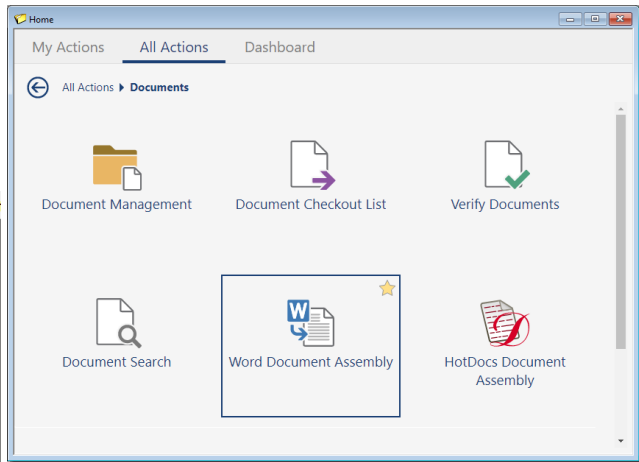 Home
My Actions All Actions Dashboard
All Actions Documents
Document Management Document Checkout List Verify Documents
W
Document Search Word Document Assembly HotDocs Document
Assembly